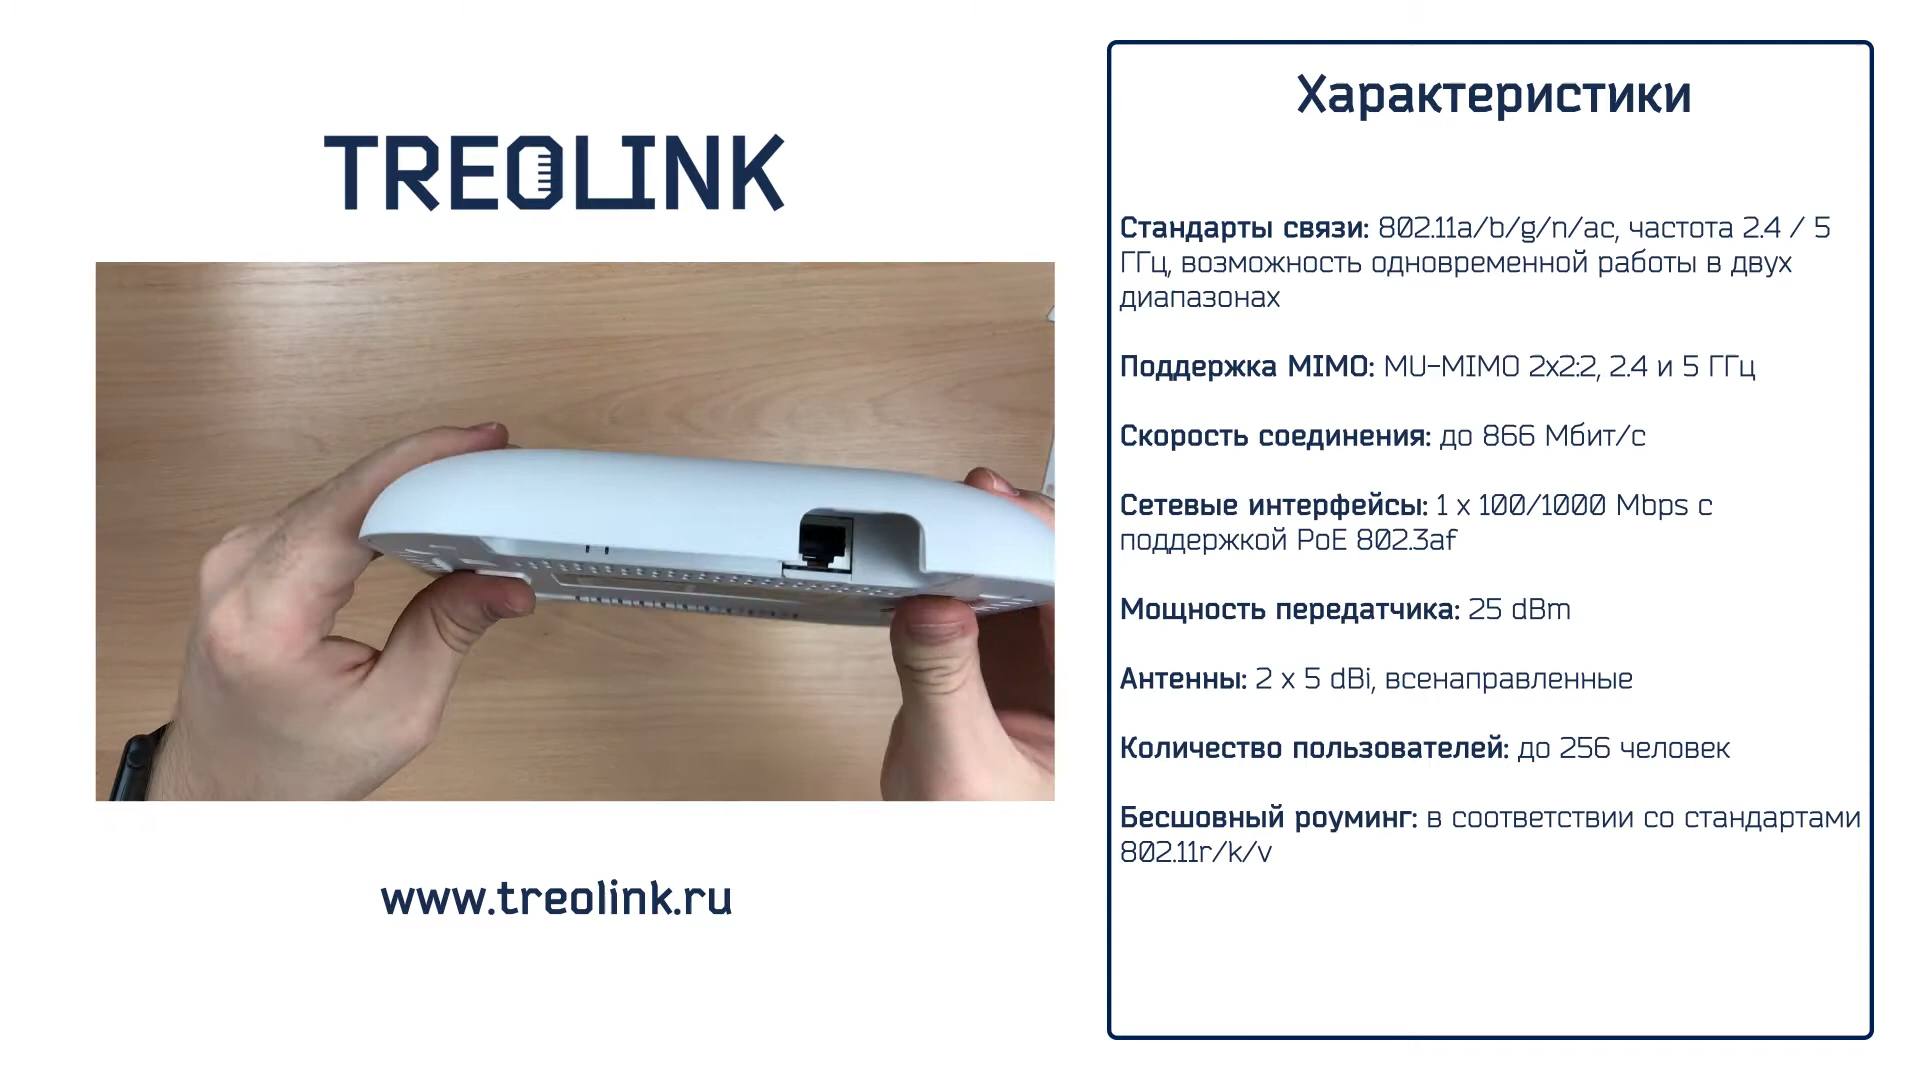 TREOLINK
www.treolink.ru
Характеристики
Стандарты связи: 802.11a/b/g/n/ac, частота 2.4 / 5
ГГц, возможность одновременной работы в двух
диапазонах
Поддержка MIMO: MU-MIMO 2x2:2, 2.4 и 5 ГГц
Скорость соединения: до 866 Мбит/с
Сетевые интерфейсы: 1 x 100/1000 Mbps с
поддержкой PoE 802.3af
Мощность передатчика: 25 dBm
Антенны: 2 x 5 dBi, всенаправленные
Количество пользователей: до 256 человек
Бесшовный роуминг: в соответствии со стандартами
802.11r/k/v